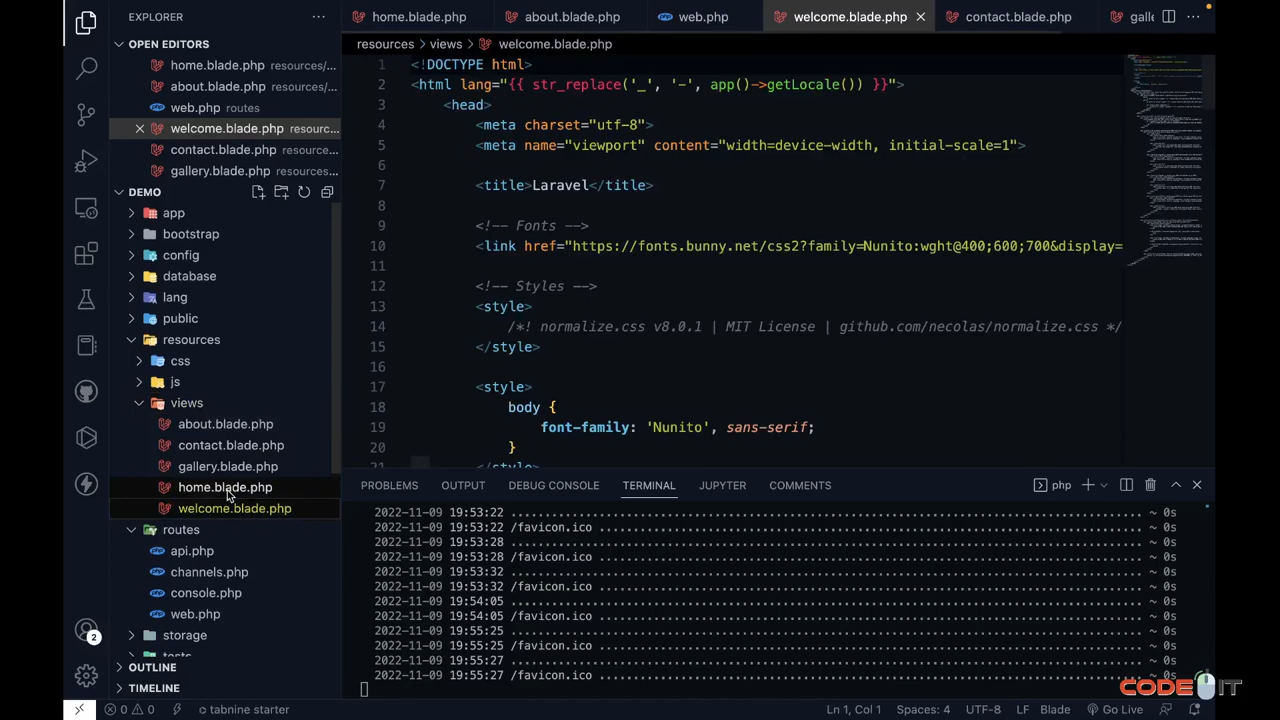 EXPLORER
OPEN EDITORS
home.blade.php resources/...
about.blade.php resources/...
web.php routes
welcome.blade.php resourc...
contact.blade.php resource...
gallery.blade.php resource...
DEMO
app
bootstrap
config
database
lang
public
resources
css
js
views
about.blade.php
contact.blade.php
gallery.blade.php
home.blade.php
welcome.blade.php
routes
api.php
channels.php
console.php
web.php
storage
tests
OUTLINE
TIMELINE
2
home.blade.php
about.blade.php
web.php
welcome.blade.php
contact.blade.php
galle
resources > views > welcome.blade.php
1 <!DOCTYPE html>
2 <html lang="{{ str_replace('_', '-', app()->getLocale()) }}">
3 <head>
4 <meta charset="utf-8">
5 <meta name="viewport" content="width=device-width, initial-scale=1">
6
7 <title>Laravel</title>
8
9 <!-- Fonts -->
10 <link href="https://fonts.bunny.net/css2?family=Nunito:wght@400;600;700&display=
11
12 <!-- Styles -->
13 <style>
14 /*! normalize.css v8.0.1 | MIT License | github.com/necolas/normalize.css */
15 </style>
16
17 <style>
18 body {
19 font-family: 'Nunito', sans-serif;
20 }
21 </style>
PROBLEMS OUTPUT DEBUG CONSOLE TERMINAL JUPYTER COMMENTS php
2022-11-09 19:53:22 ................................................ ~ 0s
2022-11-09 19:53:27 /favicon.ico ................................................ ~ 0s
2022-11-09 19:53:28 ................................................ ~ 0s
2022-11-09 19:53:28 /favicon.ico ................................................ ~ 0s
2022-11-09 19:53:32 ................................................ ~ 0s
2022-11-09 19:53:32 /favicon.ico ................................................ ~ 0s
2022-11-09 19:54:05 ................................................ ~ 0s
2022-11-09 19:54:05 /favicon.ico ................................................ ~ 0s
2022-11-09 19:55:25 ................................................ ~ 0s
2022-11-09 19:55:25 /favicon.ico ................................................ ~ 0s
2022-11-09 19:55:27 ................................................ ~ 0s
2022-11-09 19:55:27 /favicon.ico ................................................ ~ 0s
CODE IT
0 0 tabnine starter Ln 1, Col 1 Spaces: 4 UTF-8 LF Blade Go Live